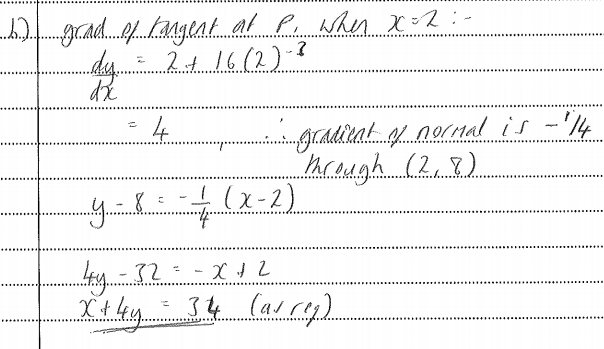 b) grad of tangent at P, when x=2 :-
dy/dx = 2 + 16(2)^-3
= 4 , ∴ gradient of normal is -1/4
through (2, 8)
y - 8 = -1/4 (x-2)
4y - 32 = -x + 2
x + 4y = 34 (as req)